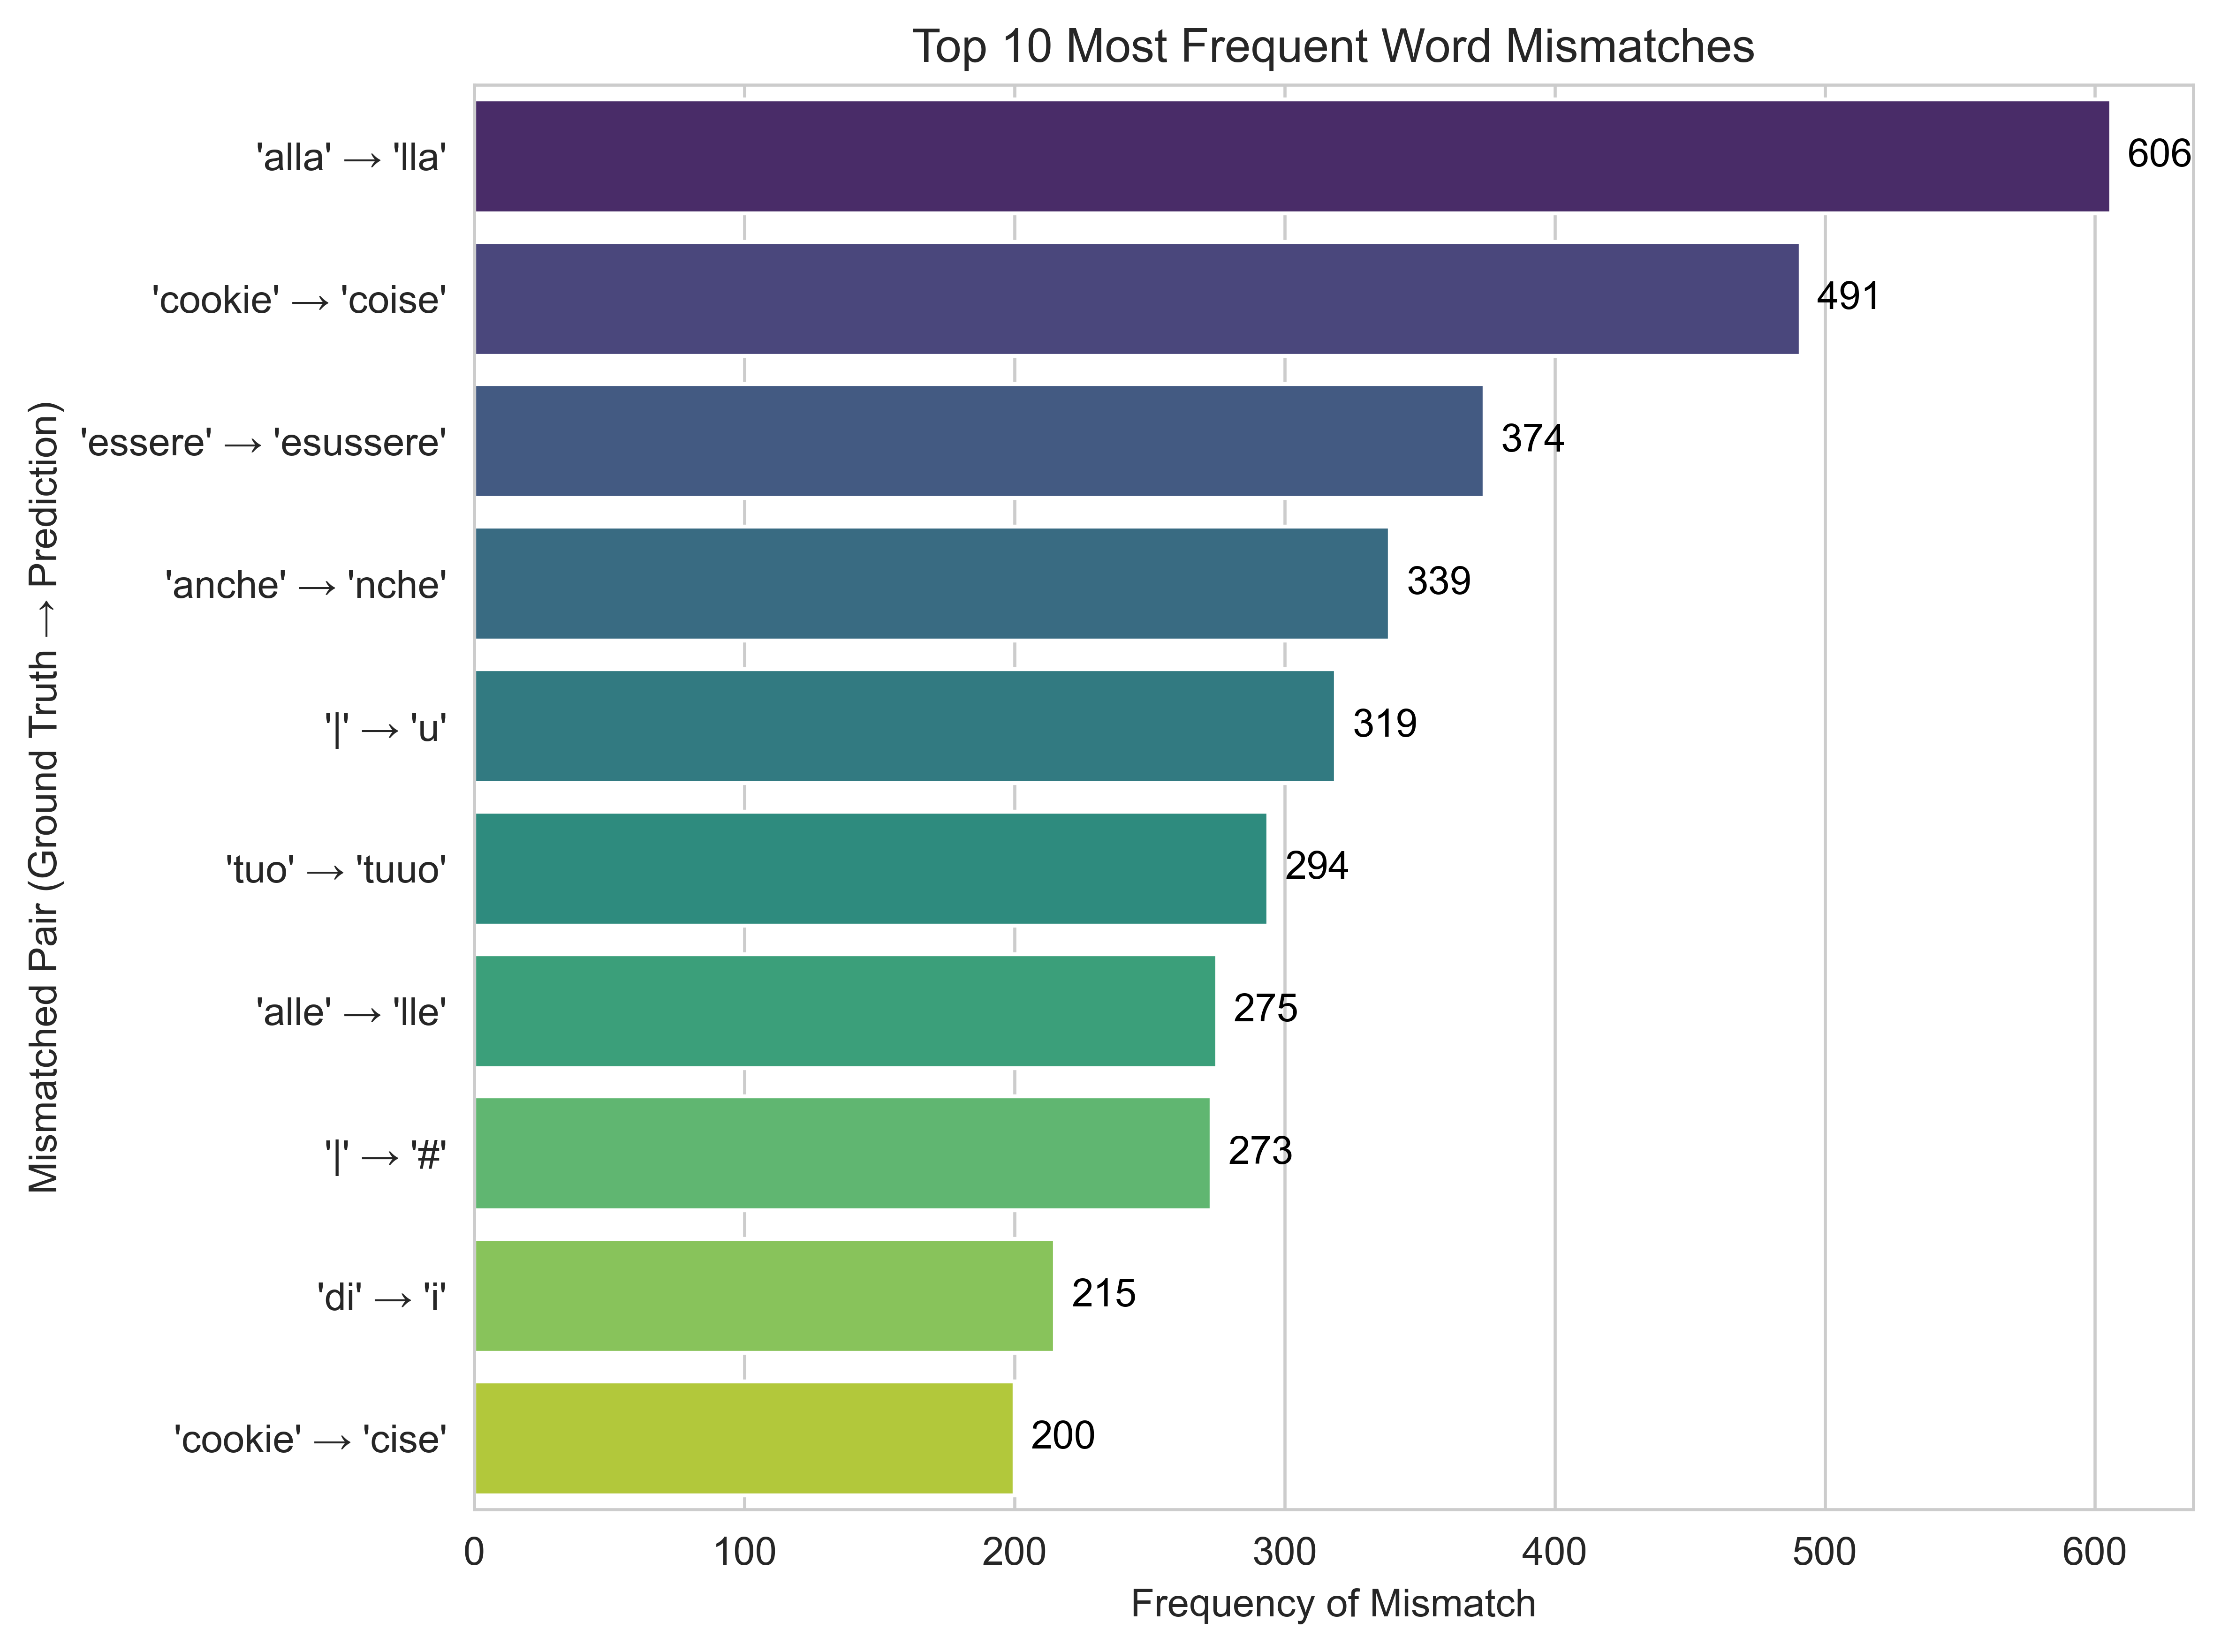 Top 10 Most Frequent Word Mismatches
Mismatched Pair (Ground Truth → Prediction)
'alla' → 'lla' 606
'cookie' → 'coise' 491
'essere' → 'esussere' 374
'anche' → 'nche' 339
'|' → 'u' 319
'tuo' → 'tuuo' 294
'alle' → 'lle' 275
'|' → '#' 273
'di' → 'i' 215
'cookie' → 'cise' 200
0 100 200 300 400 500 600
Frequency of Mismatch